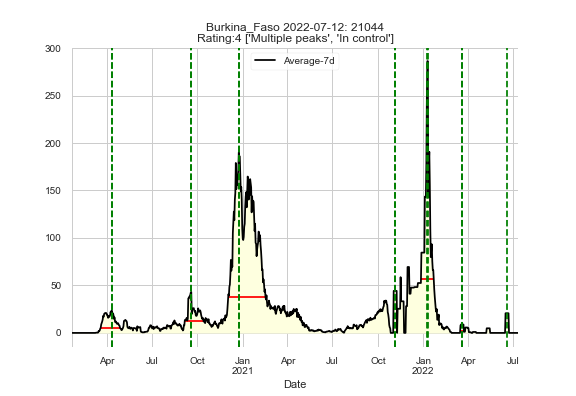 Burkina_Faso 2022-07-12: 21044
Rating:4 ['Multiple peaks', 'In control']
Average-7d
300
250
200
150
100
50
0
Apr Jul Oct Jan Apr Jul Oct Jan Apr Jul
2021 2022
Date